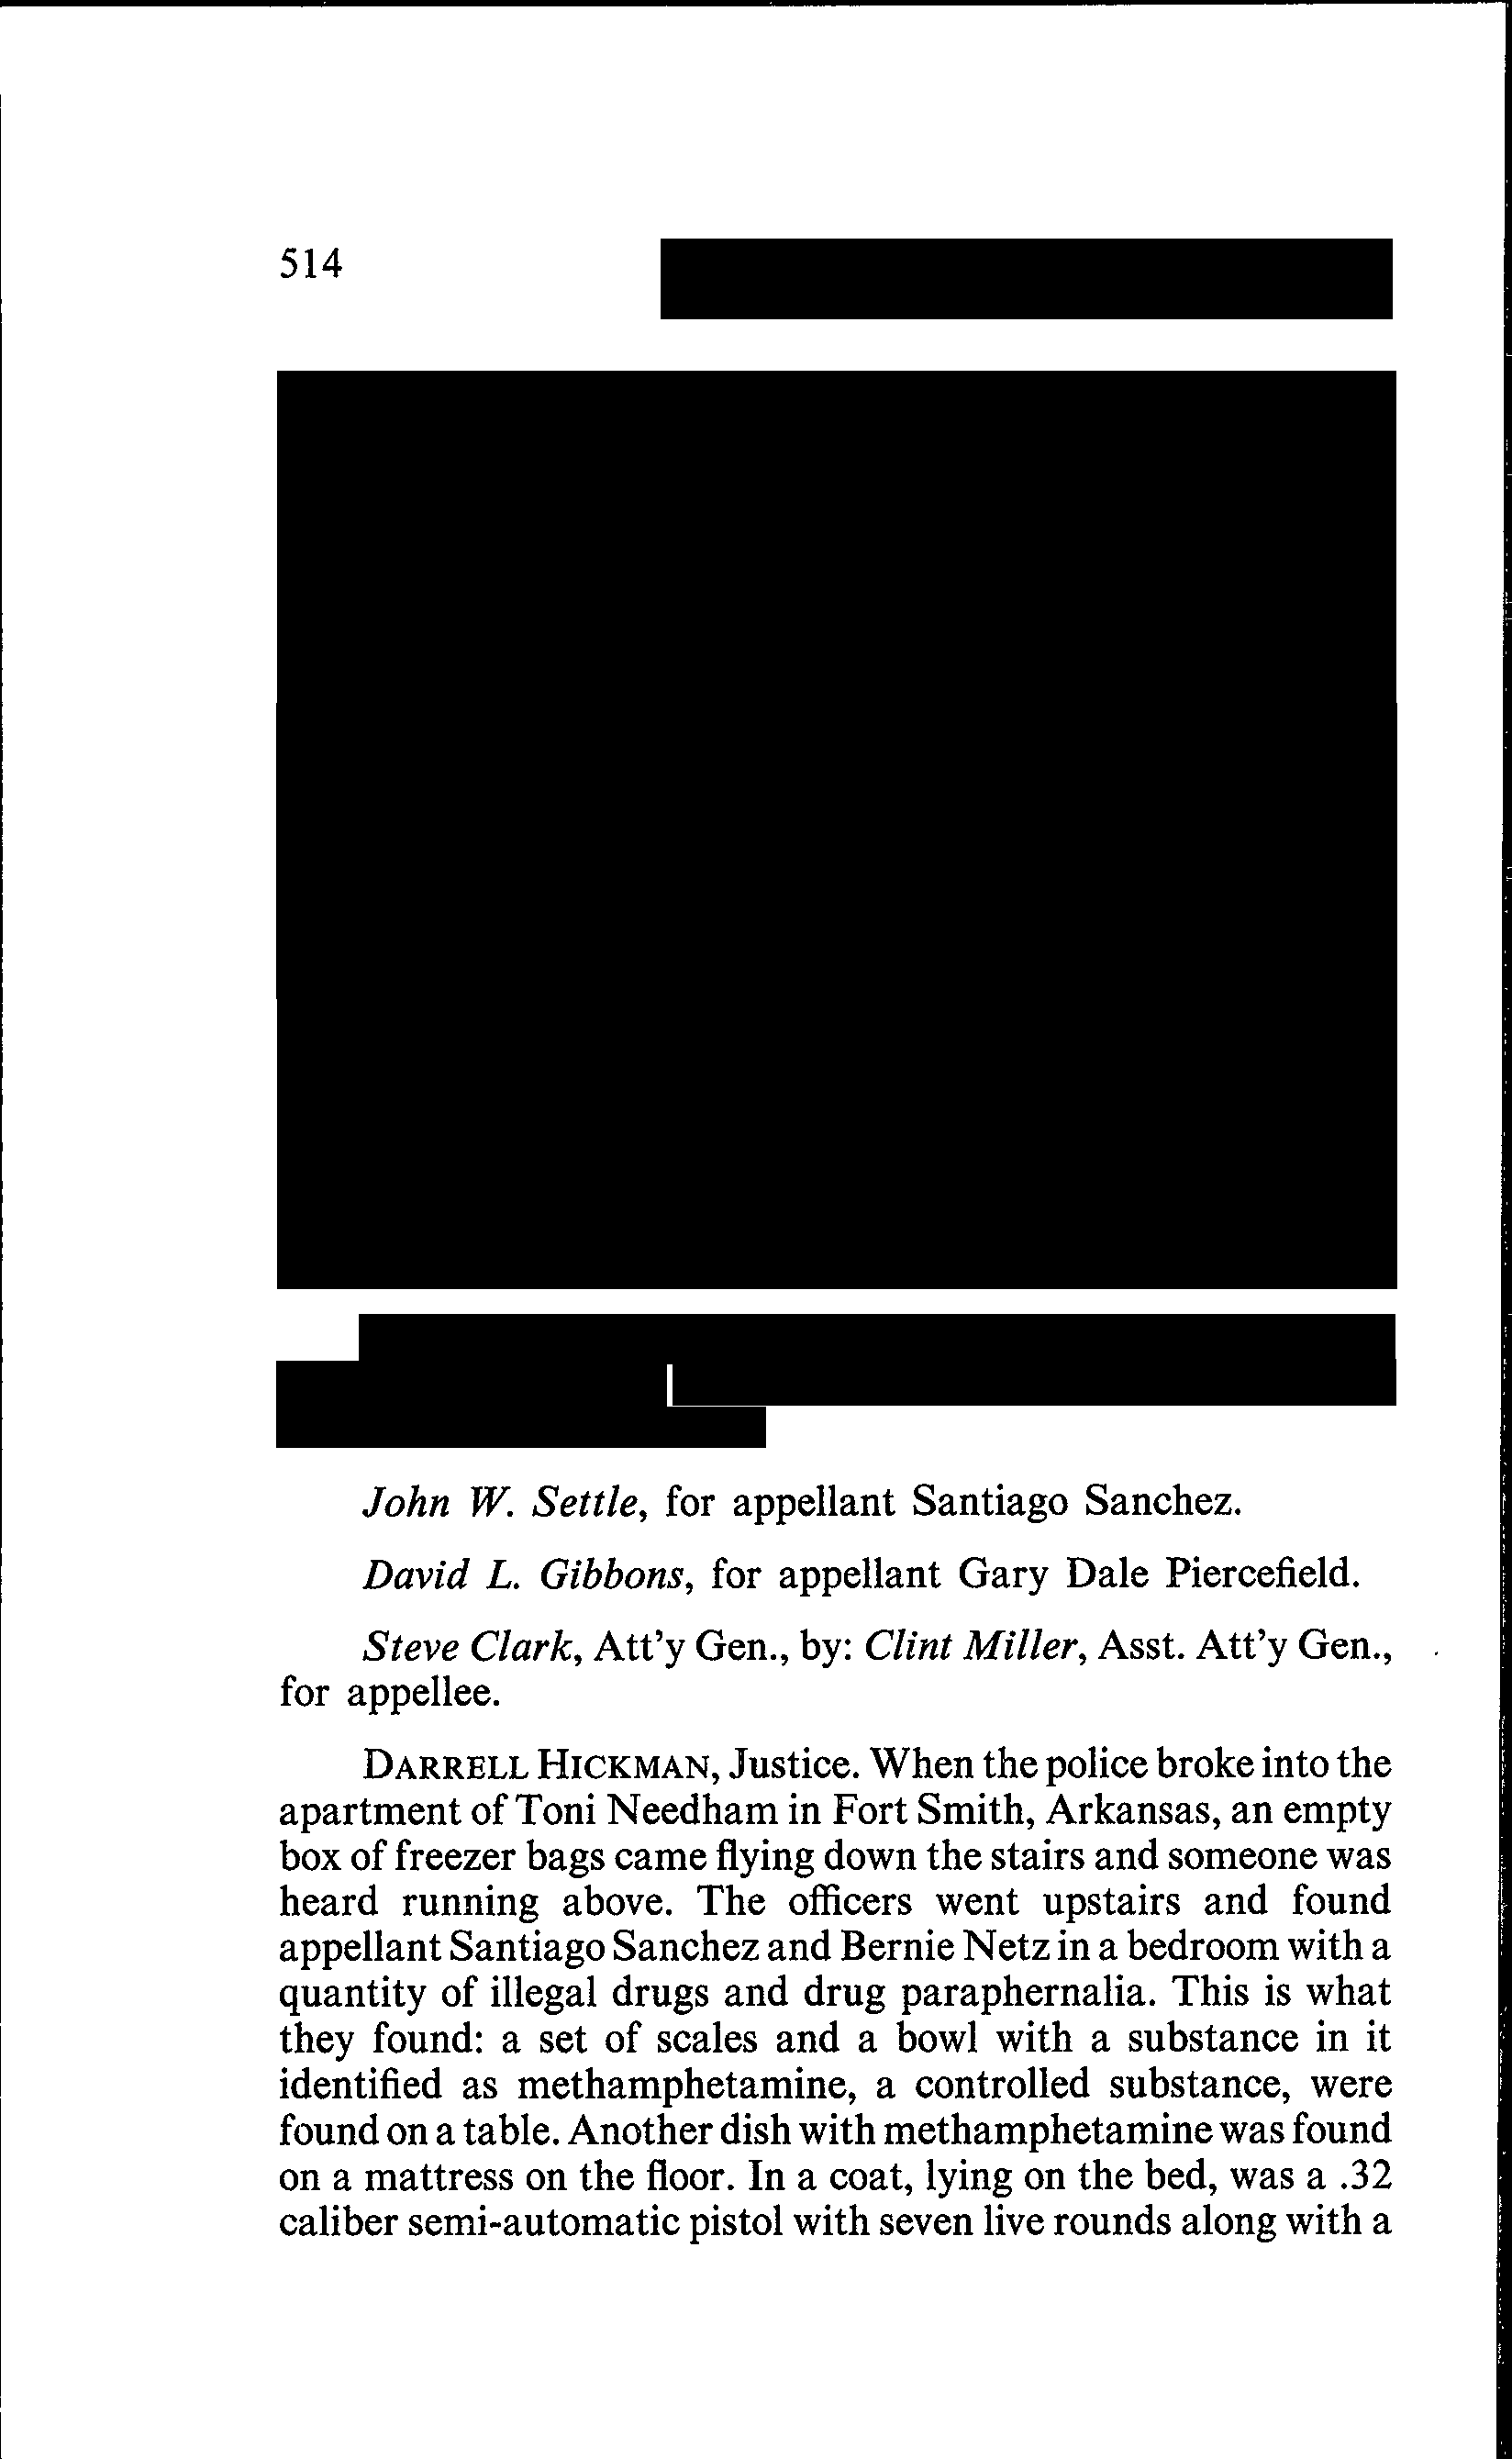 514
John W. Settle, for appellant Santiago Sanchez.
David L. Gibbons, for appellant Gary Dale Piercefield.
Steve Clark, Att'y Gen., by: Clint Miller, Asst. Att'y Gen.,
for appellee.
DARRELL HICKMAN, Justice. When the police broke into the
apartment of Toni Needham in Fort Smith, Arkansas, an empty
box of freezer bags came flying down the stairs and someone was
heard running above. The officers went upstairs and found
appellant Santiago Sanchez and Bernie Netz in a bedroom with a
quantity of illegal drugs and drug paraphernalia. This is what
they found: a set of scales and a bowl with a substance in it
identified as methamphetamine, a controlled substance, were
found on a table. Another dish with methamphetamine was found
on a mattress on the floor. In a coat, lying on the bed, was a .32
caliber semi-automatic pistol with seven live rounds along with a